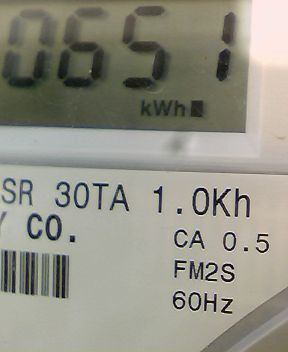 0651
kWh
SR 30TA 1.0Kh
Y CO.
CA 0.5
FM2S
60Hz